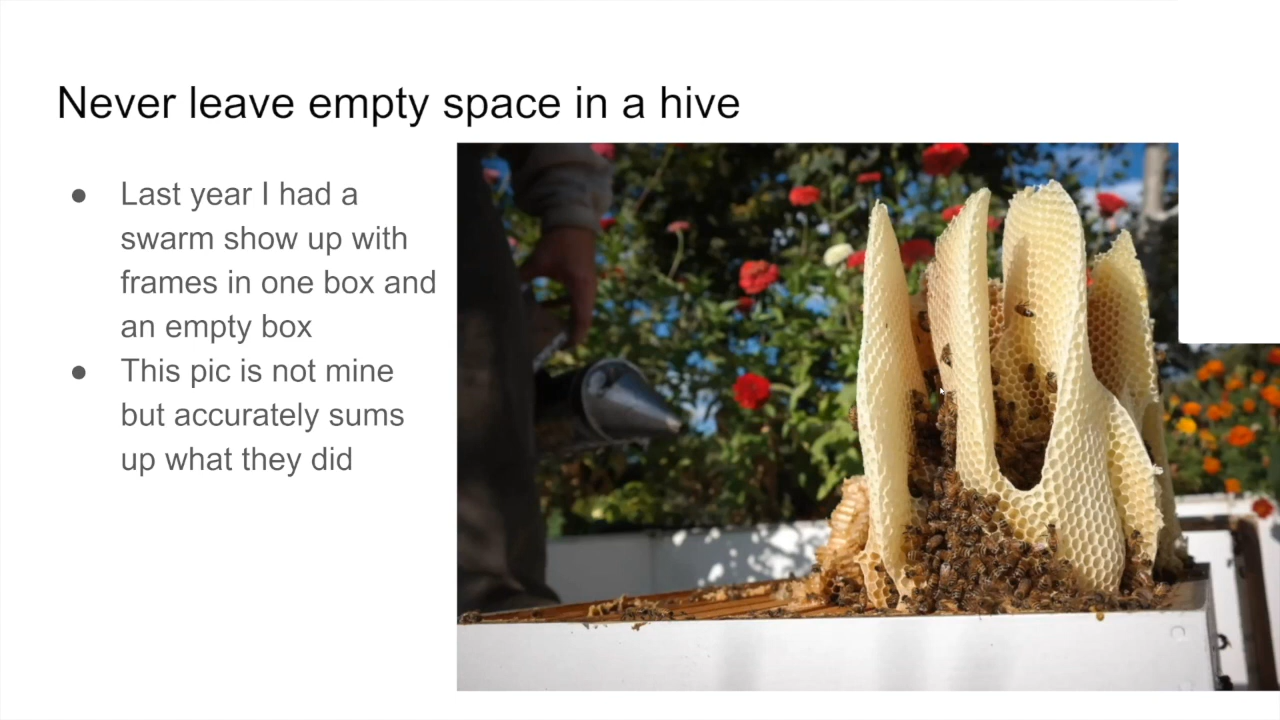 Never leave empty space in a hive
● Last year I had a
swarm show up with
frames in one box and
an empty box
● This pic is not mine
but accurately sums
up what they did